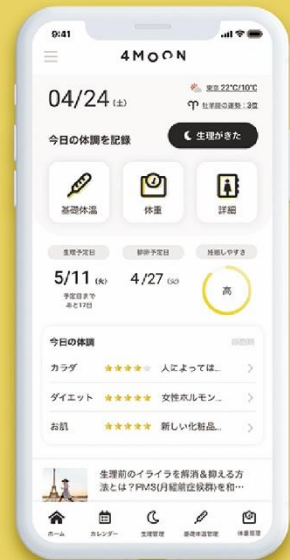 9:41
4MOON
04/24 (土)
東京 22°C/10°C
牡羊座の運勢：3位
今日の体調を記録
生理がきた
基礎体温
体重
詳細
生理予定日
排卵予定日
妊娠しやすさ
5/11 (火)
4/27 (火)
高
予定日まで
あと17日
今日の体調
カラダ ★★★★★ 人によっては...
ダイエット ★★★★★ 女性ホルモン...
お肌 ★★★★★ 新しい化粧品...
生理前のイライラを解消&抑える方
法とは？PMS(月経前症候群)を和…
ホーム
カレンダー
生理管理
基礎体温管理
体重管理